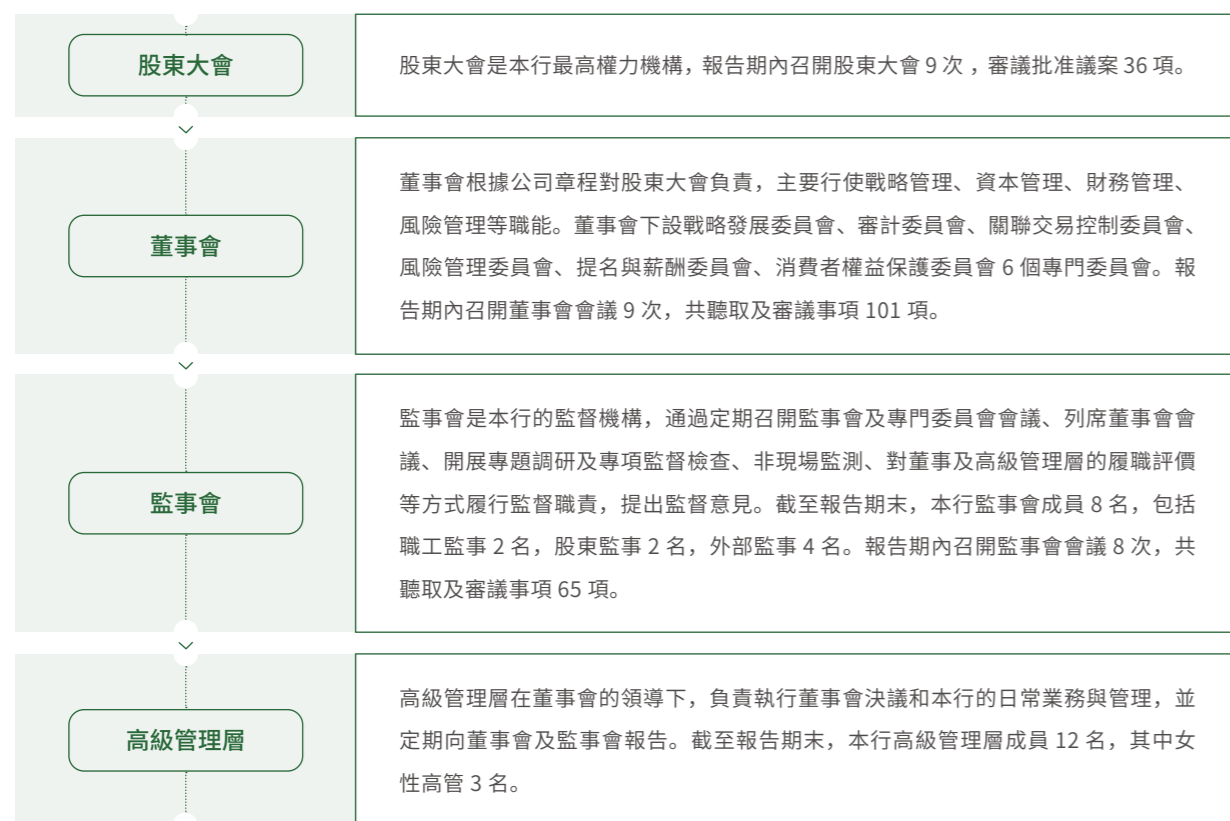 股東大會
股東大會是本行最高權力機構，報告期內召開股東大會 9 次 ，審議批准議案 36 項。
董事會
董事會根據公司章程對股東大會負責，主要行使戰略管理、資本管理、財務管理、
風險管理等職能。董事會下設戰略發展委員會、審計委員會、關聯交易控制委員會、
風險管理委員會、提名與薪酬委員會、消費者權益保護委員會 6 個專門委員會。報
告期內召開董事會會議 9 次，共聽取及審議事項 101 項。
監事會
監事會是本行的監督機構，通過定期召開監事會及專門委員會會議、列席董事會會
議、開展專題調研及專項監督檢查、非現場監測、對董事及高級管理層的履職評價
等方式履行監督職責，提出監督意見。截至報告期末，本行監事會成員 8 名，包括
職工監事 2 名，股東監事 2 名，外部監事 4 名。報告期內召開監事會會議 8 次，共
聽取及審議事項 65 項。
高級管理層
高級管理層在董事會的領導下，負責執行董事會決議和本行的日常業務與管理，並
定期向董事會及監事會報告。截至報告期末，本行高級管理層成員 12 名，其中女
性高管 3 名。